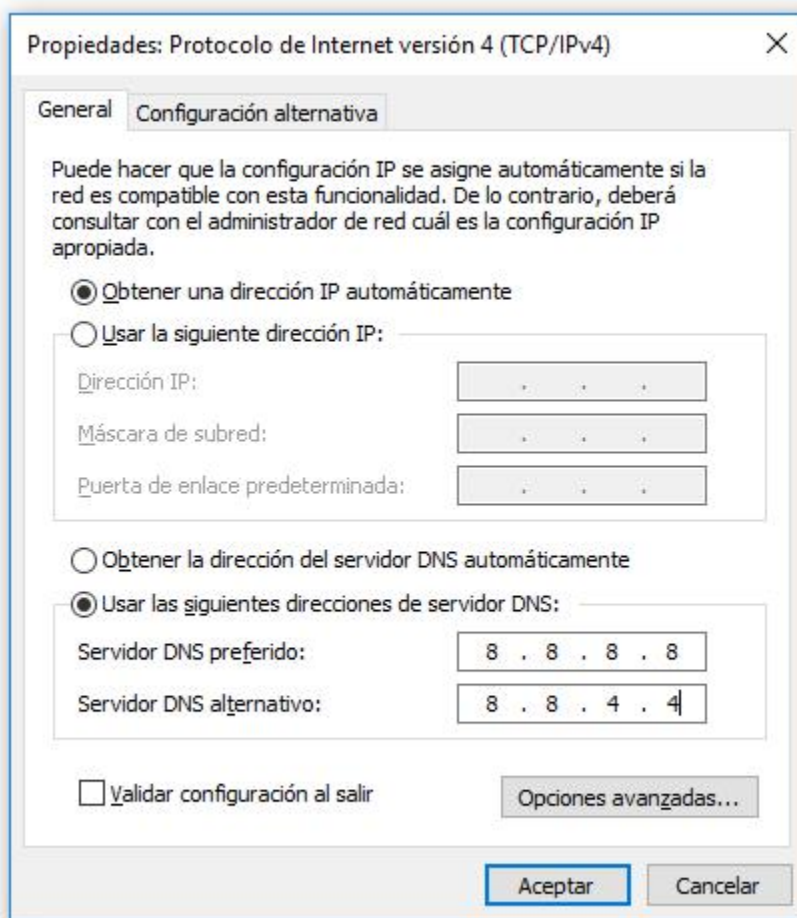 Propiedades: Protocolo de Internet versión 4 (TCP/IPv4)
General
Configuración alternativa
Puede hacer que la configuración IP se asigne automáticamente si la
red es compatible con esta funcionalidad. De lo contrario, deberá
consultar con el administrador de red cuál es la configuración IP
apropiada.
Obtener una dirección IP automáticamente
Usar la siguiente dirección IP:
Dirección IP: . . .
Máscara de subred: . . .
Puerta de enlace predeterminada: . . .
Obtener la dirección del servidor DNS automáticamente
Usar las siguientes direcciones de servidor DNS:
Servidor DNS preferido: 8 . 8 . 8 . 8
Servidor DNS alternativo: 8 . 8 . 4 . 4
Validar configuración al salir
Opciones avanzadas...
Aceptar
Cancelar